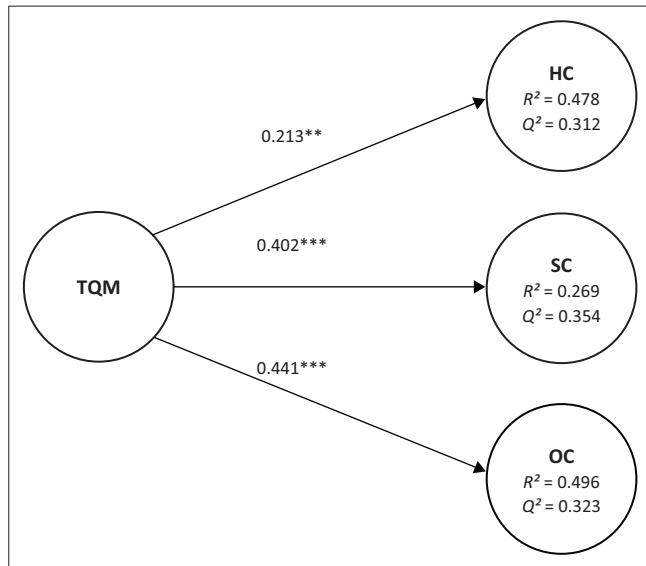 HC
R² = 0.478
Q² = 0.312
0.213**
0.402***
SC
R² = 0.269
Q² = 0.354
TQM
0.441***
OC
R² = 0.496
Q² = 0.323